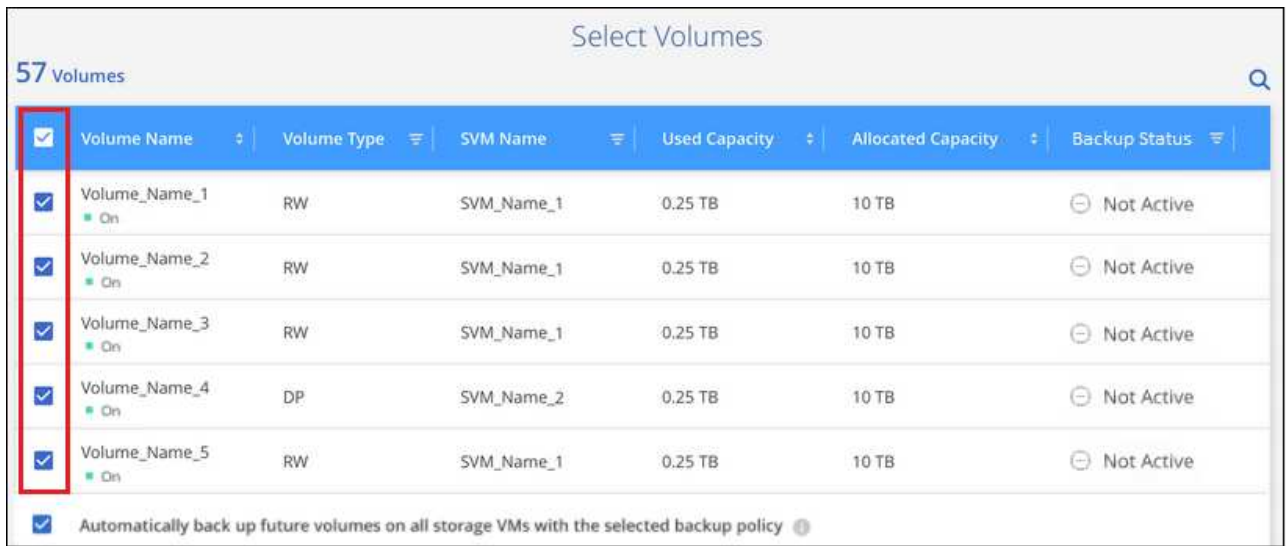 Select Volumes
57 Volumes
Volume Name Volume Type SVM Name Used Capacity Allocated Capacity Backup Status
Volume_Name_1 RW SVM_Name_1 0.25 TB 10 TB Not Active
On
Volume_Name_2 RW SVM_Name_1 0.25 TB 10 TB Not Active
On
Volume_Name_3 RW SVM_Name_1 0.25 TB 10 TB Not Active
On
Volume_Name_4 DP SVM_Name_2 0.25 TB 10 TB Not Active
On
Volume_Name_5 RW SVM_Name_1 0.25 TB 10 TB Not Active
On
Automatically back up future volumes on all storage VMs with the selected backup policy